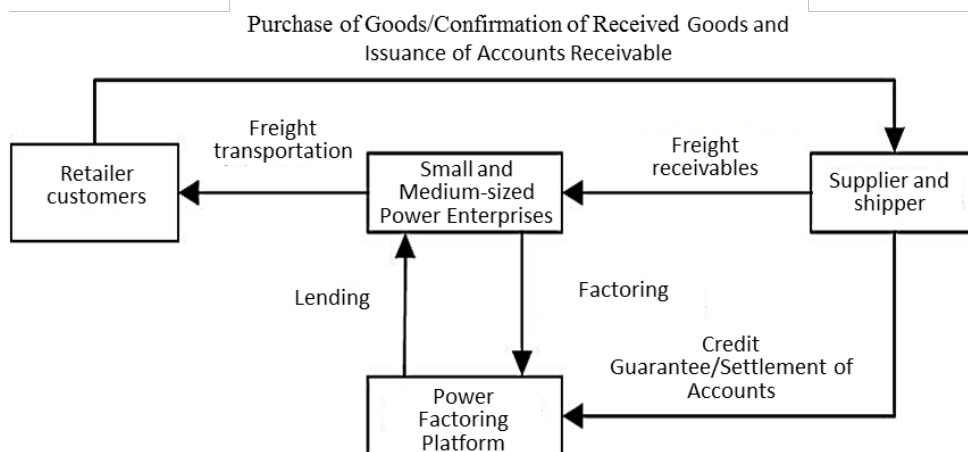 Purchase of Goods/Confirmation of Received Goods and
Issuance of Accounts Receivable
Freight
transportation
Freight
receivables
Retailer
customers
Small and
Medium-sized
Power Enterprises
Supplier and
shipper
Lending
Factoring
Credit
Guarantee/Settlement of
Accounts
Power
Factoring
Platform